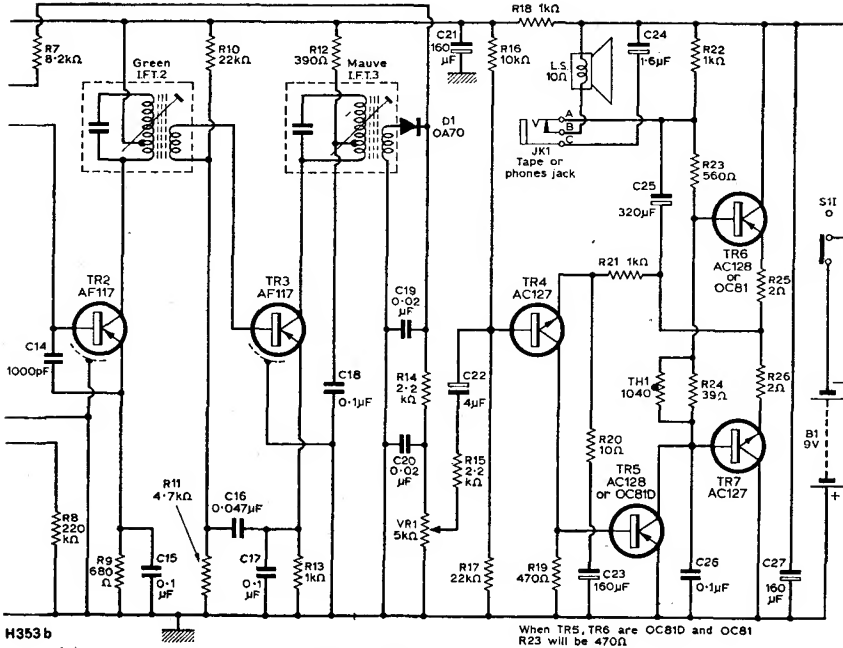 R18 1kΩ
R7
8·2kΩ
Green
I.F.T.2
R10
22kΩ
R12
390Ω
Mauve
I.F.T.3
C21
160
μF
R16
10kΩ
L.S.
10Ω
C24
1·6μF
R22
1kΩ
D1
OA70
V
A
B
C
JK1
Tape or
phones jack
R23
560Ω
C25
320μF
S1I
TR6
AC128
or
OC81
TR2
AF117
TR3
AF117
C19
0·02
μF
TR4
AC127
R21 1kΩ
R25
2Ω
C14
1000pF
C18
0·1μF
R14
2·2
kΩ
C22
4μF
TH1
1040
R24
39Ω
R26
2Ω
−
B1
9V
+
C20
0·02
μF
R15
2·2
kΩ
R20
10Ω
TR5
AC128
or OC81D
TR7
AC127
R11
4·7kΩ
C16
0·047μF
R8
220
kΩ
VR1
5kΩ
R9
680
Ω
C15
0·1
μF
C17
0·1
μF
R13
1kΩ
R17
22kΩ
R19
470Ω
C23
160μF
C26
0·1μF
C27
160
μF
H353b
When TR5, TR6 are OC81D and OC81
R23 will be 470Ω